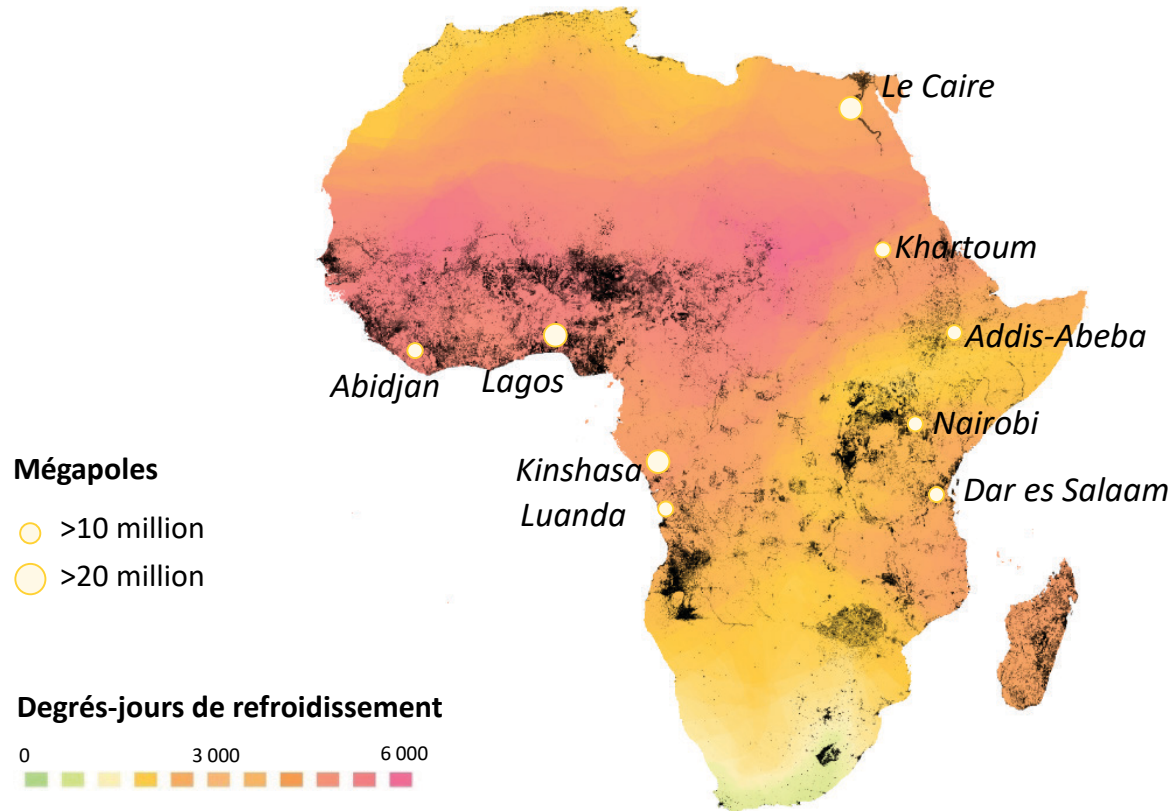 Le Caire
Khartoum
Addis-Abeba
Abidjan
Lagos
Nairobi
Kinshasa
Dar es Salaam
Luanda
Mégapoles
>10 million
>20 million
Degrés-jours de refroidissement
0 3 000 6 000